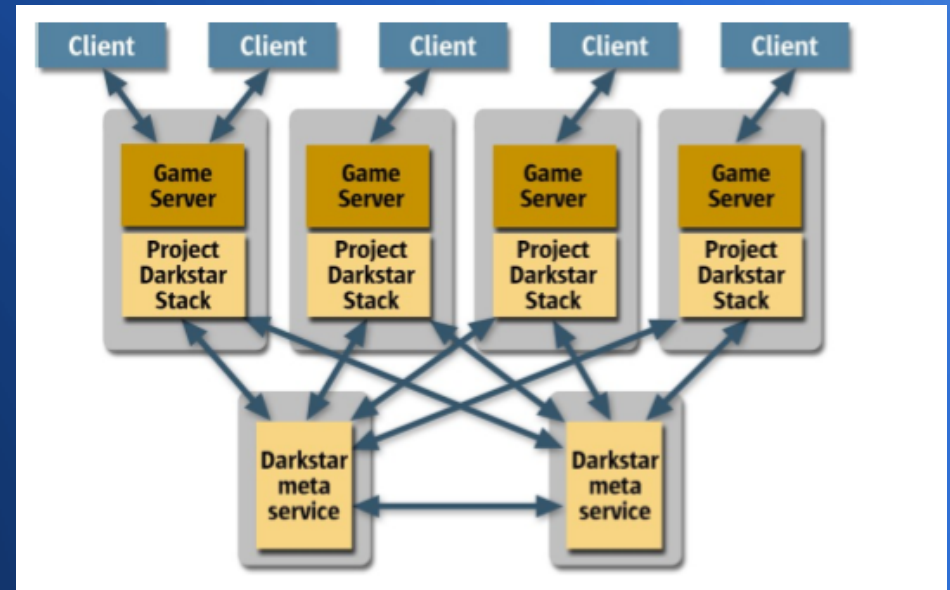 Client
Client
Client
Client
Client
Game
Server
Project
Darkstar
Stack
Game
Server
Project
Darkstar
Stack
Game
Server
Project
Darkstar
Stack
Game
Server
Project
Darkstar
Stack
Darkstar
meta
service
Darkstar
meta
service